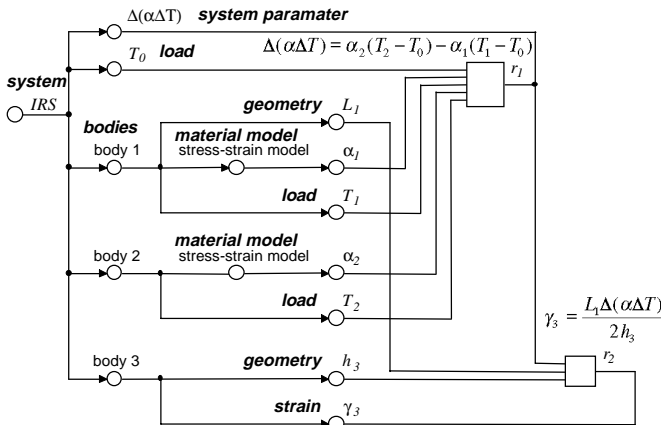 Δ(αΔT) system paramater
T₀ load
Δ(αΔT) = α₂(T₂ − T₀) − α₁(T₁ − T₀)
r₁
system
IRS
bodies
geometry L₁
material model
body 1 stress-strain model α₁
load T₁
material model
body 2 stress-strain model α₂
load T₂
γ₃ = L₁Δ(αΔT) / 2h₃
body 3 geometry h₃
r₂
strain γ₃